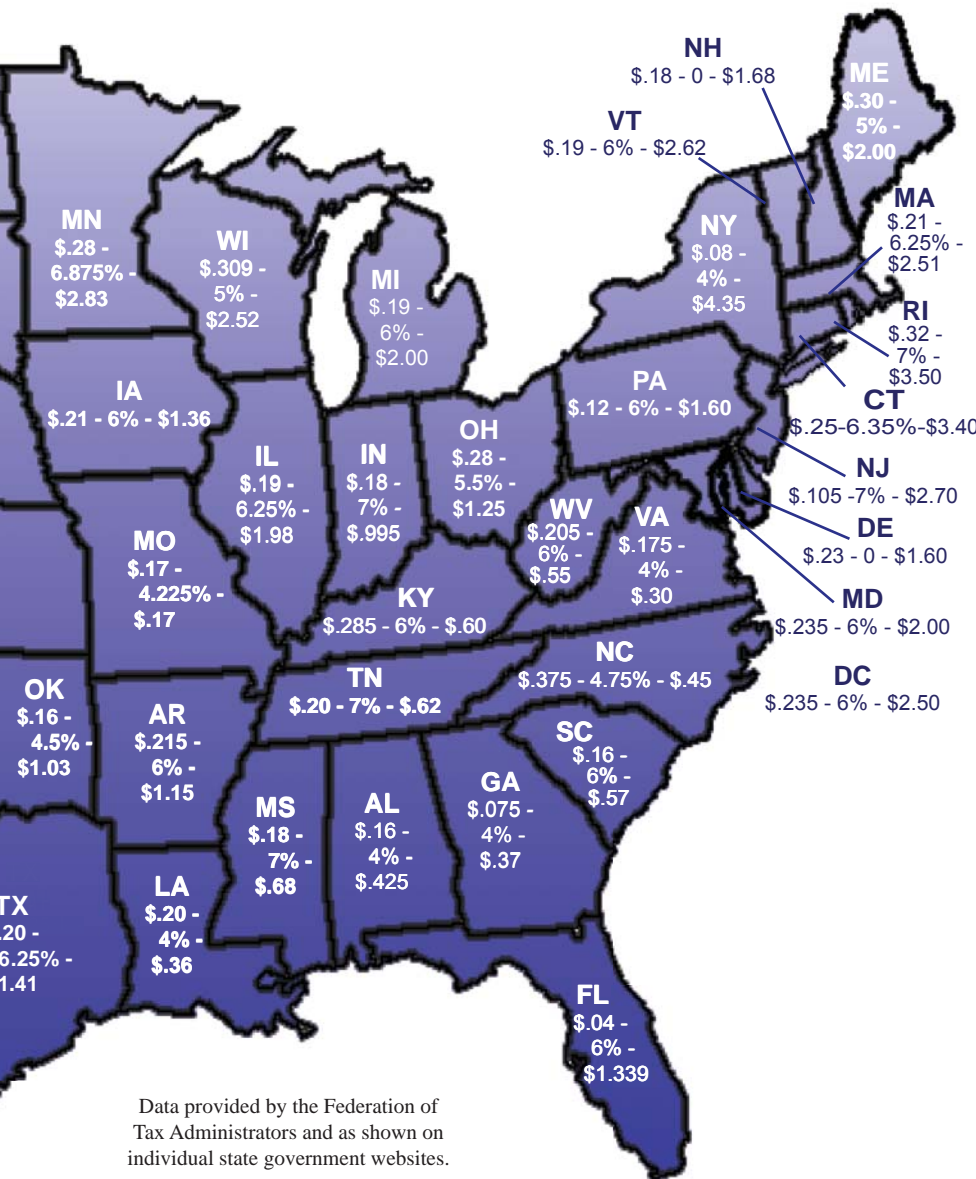 NH
$.18 - 0 - $1.68
ME
$.30 -
5% -
$2.00
VT
$.19 - 6% - $2.62
MA
$.21 -
6.25% -
$2.51
MN
$.28 -
6.875% -
$2.83
WI
$.309 -
5% -
$2.52
MI
$.19 -
6% -
$2.00
NY
$.08 -
4% -
$4.35
RI
$.32 -
7% -
$3.50
IA
$.21 - 6% - $1.36
PA
$.12 - 6% - $1.60
CT
$.25-6.35%-$3.40
IL
$.19 -
6.25% -
$1.98
IN
$.18 -
7% -
$.995
OH
$.28 -
5.5% -
$1.25
NJ
$.105 -7% - $2.70
WV
$.205 -
6% -
$.55
VA
$.175 -
4% -
$.30
DE
$.23 - 0 - $1.60
MO
$.17 -
4.225% -
$.17
KY
$.285 - 6% - $.60
MD
$.235 - 6% - $2.00
NC
$.375 - 4.75% - $.45
DC
$.235 - 6% - $2.50
TN
$.20 - 7% - $.62
OK
$.16 -
4.5% -
$1.03
AR
$.215 -
6% -
$1.15
SC
$.16 -
6% -
$.57
MS
$.18 -
7% -
$.68
AL
$.16 -
4% -
$.425
GA
$.075 -
4% -
$.37
TX
.20 -
6.25% -
1.41
LA
$.20 -
4% -
$.36
FL
$.04 -
6% -
$1.339
Data provided by the Federation of
Tax Administrators and as shown on
individual state government websites.